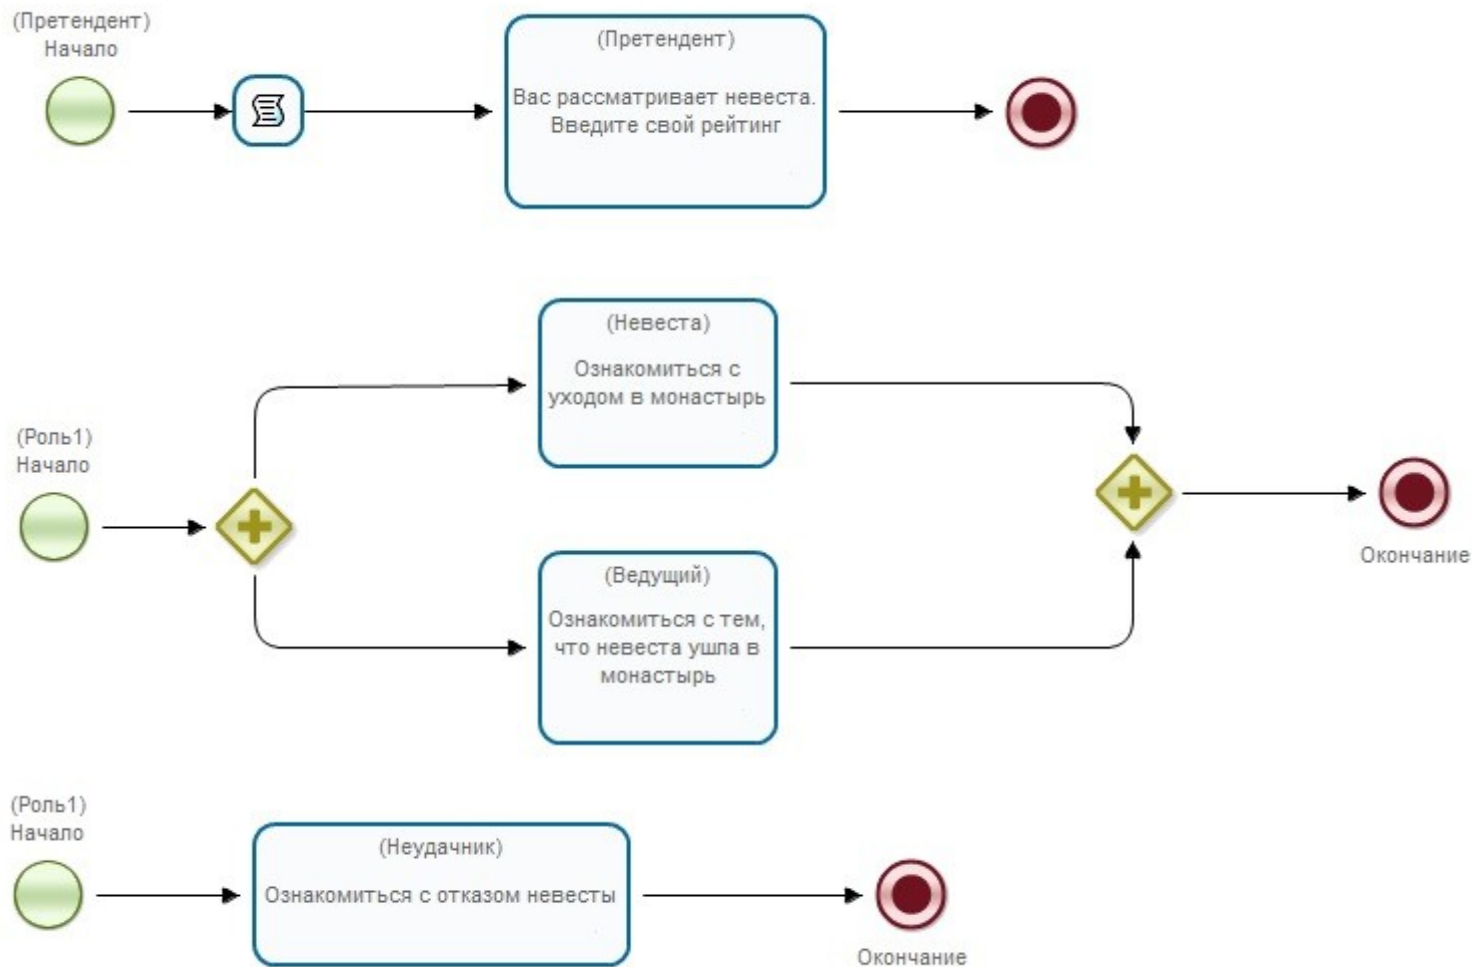 (Претендент)
Начало
(Претендент)
Вас рассматривает невеста.
Введите свой рейтинг
(Невеста)
Ознакомиться с
уходом в монастырь
(Роль1)
Начало
(Ведущий)
Ознакомиться с тем,
что невеста ушла в
монастырь
Окончание
(Роль1)
Начало
(Неудачник)
Ознакомиться с отказом невесты
Окончание